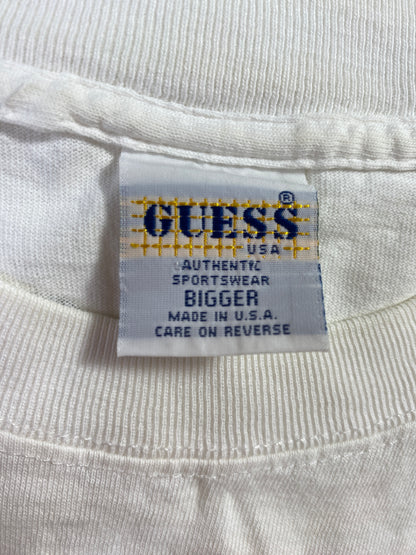 GUESS®
USA
AUTHENTIC
SPORTSWEAR
BIGGER
MADE IN U.S.A.
CARE ON REVERSE